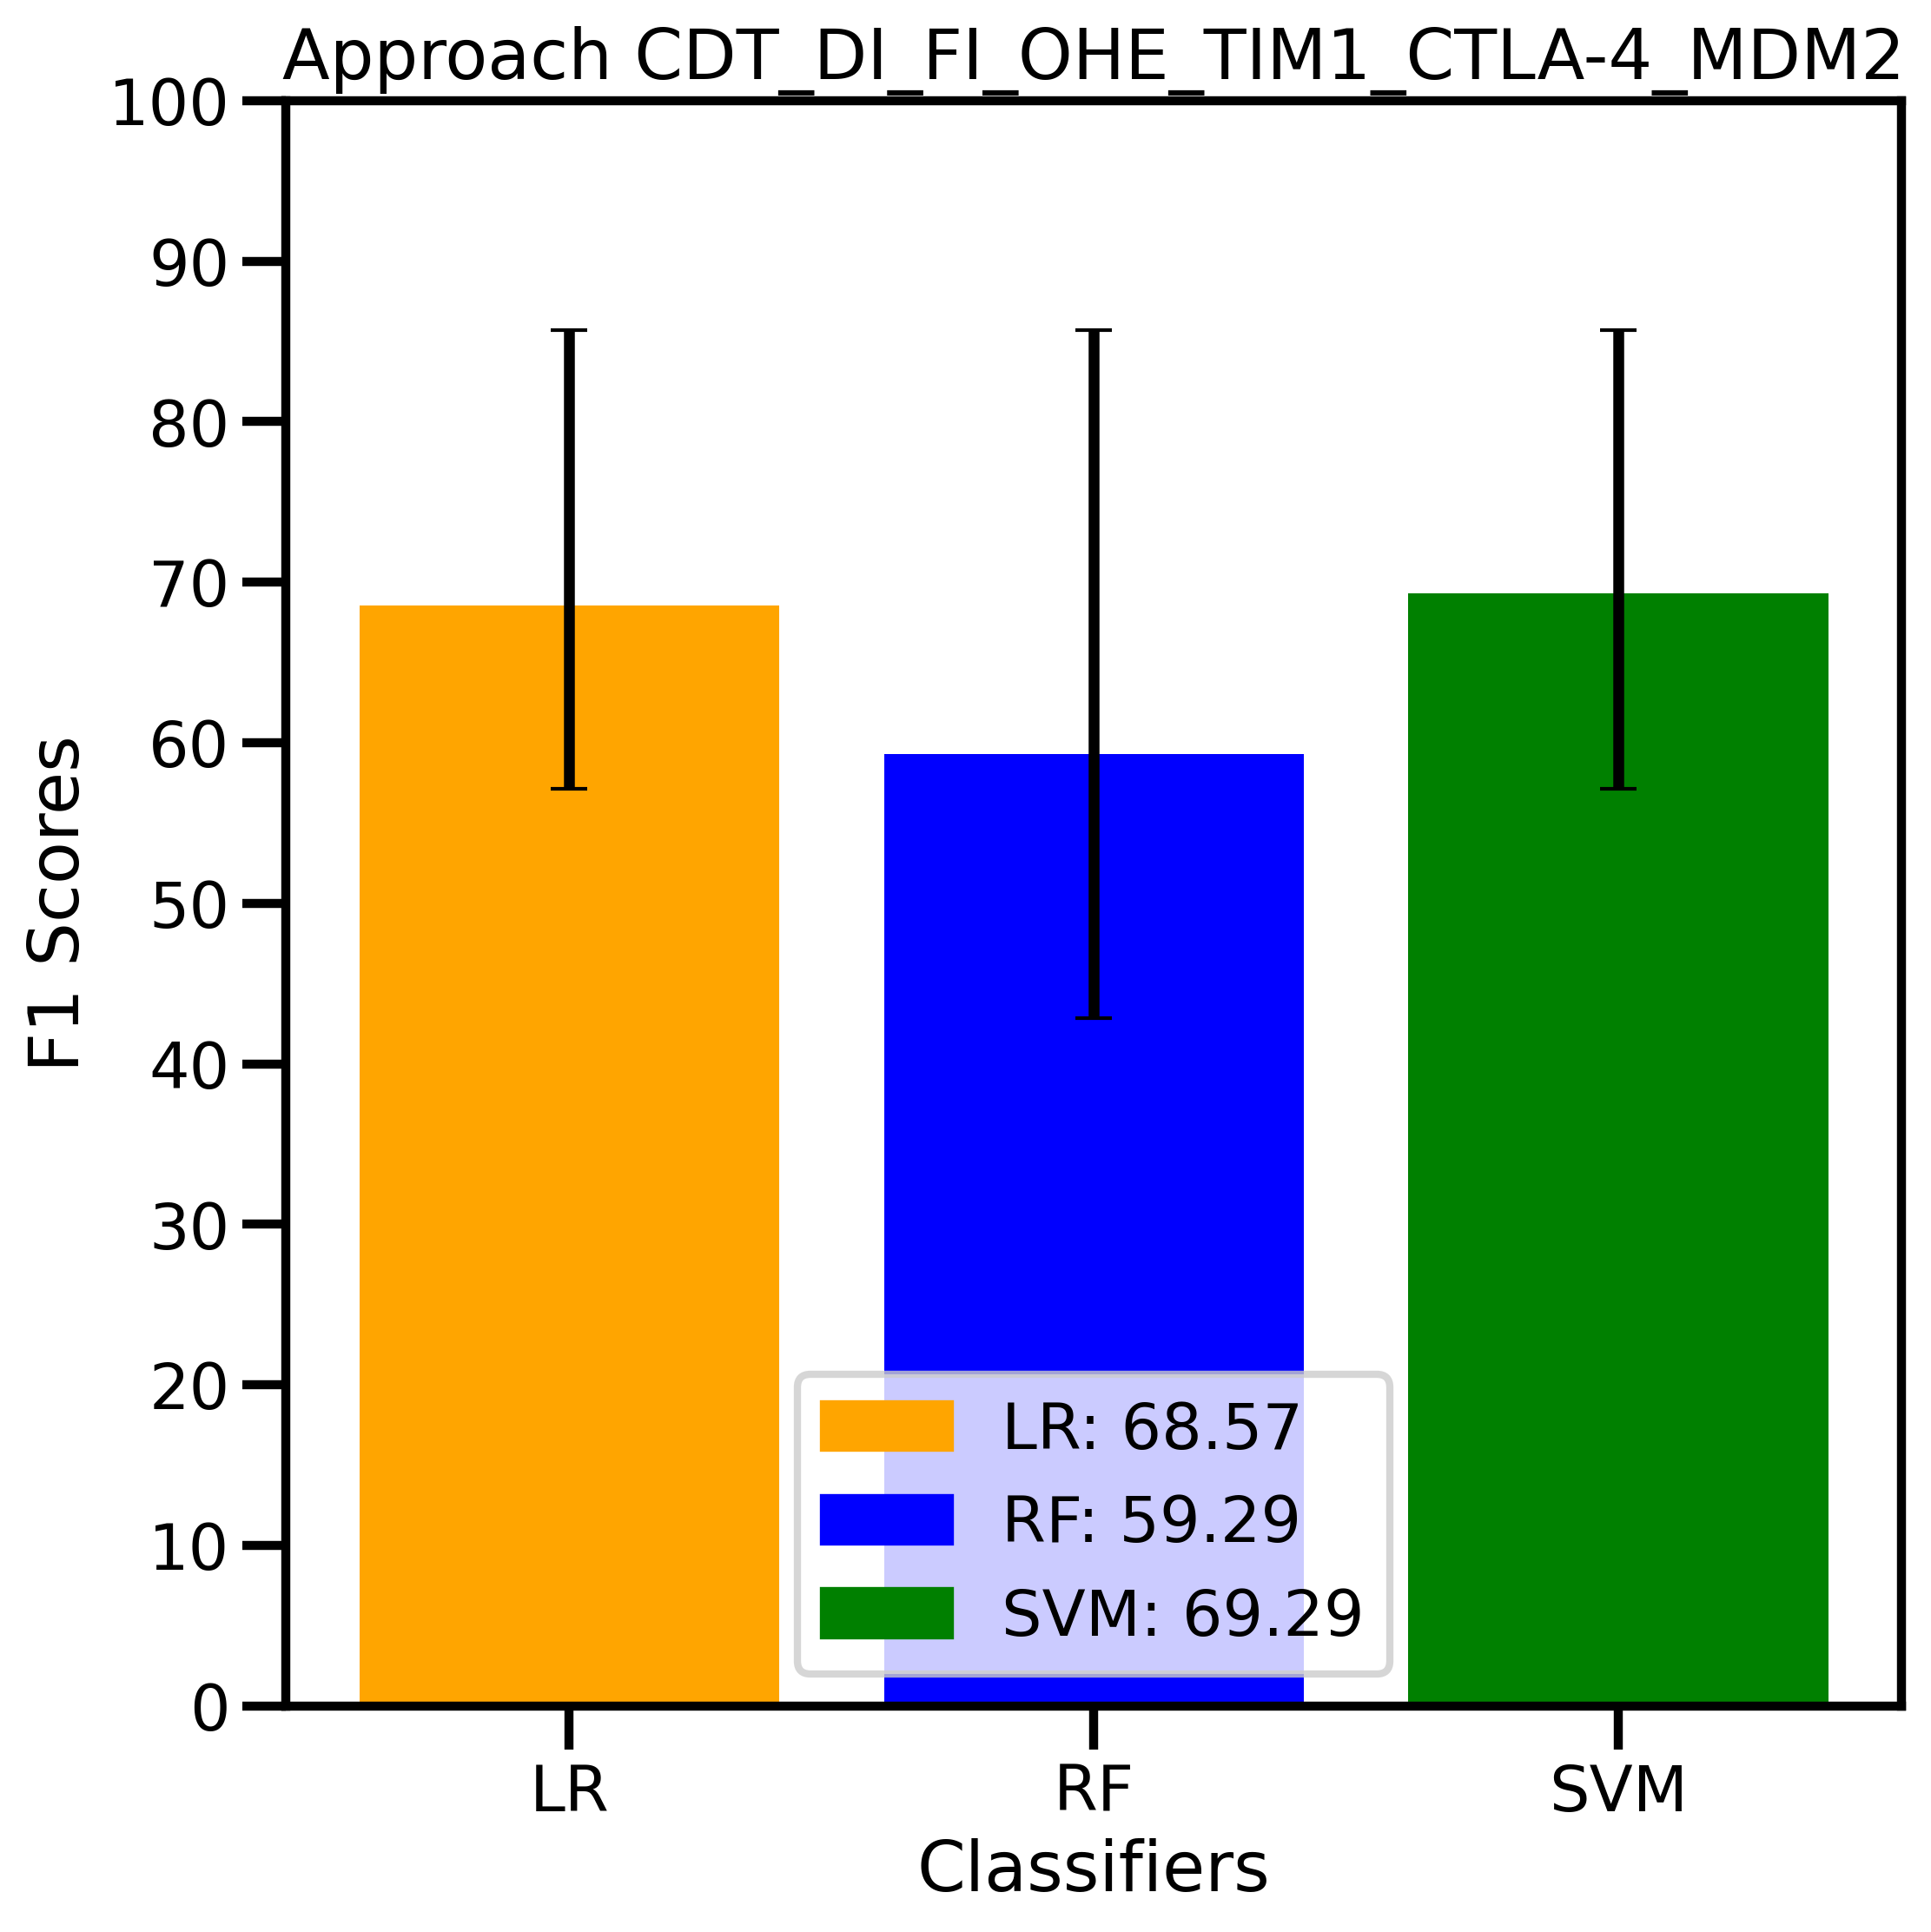 Approach CDT_DI_FI_OHE_TIM1_CTLA-4_MDM2
100
90
80
70
60
50
40
30
20
10
0
F1 Scores
LR: 68.57
RF: 59.29
SVM: 69.29
LR RF SVM
Classifiers